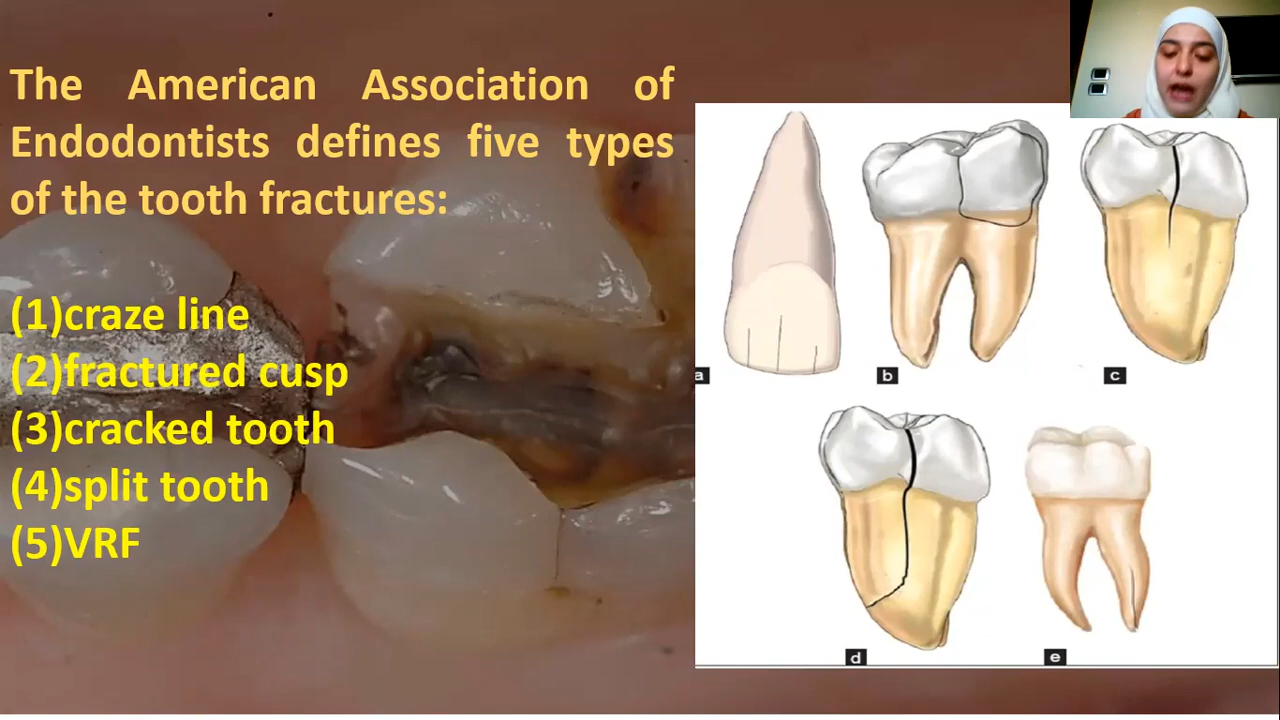 The American Association of
Endodontists defines five types
of the tooth fractures:
(1)craze line
(2)fractured cusp
(3)cracked tooth
(4)split tooth
(5)VRF
a
b
c
d
e